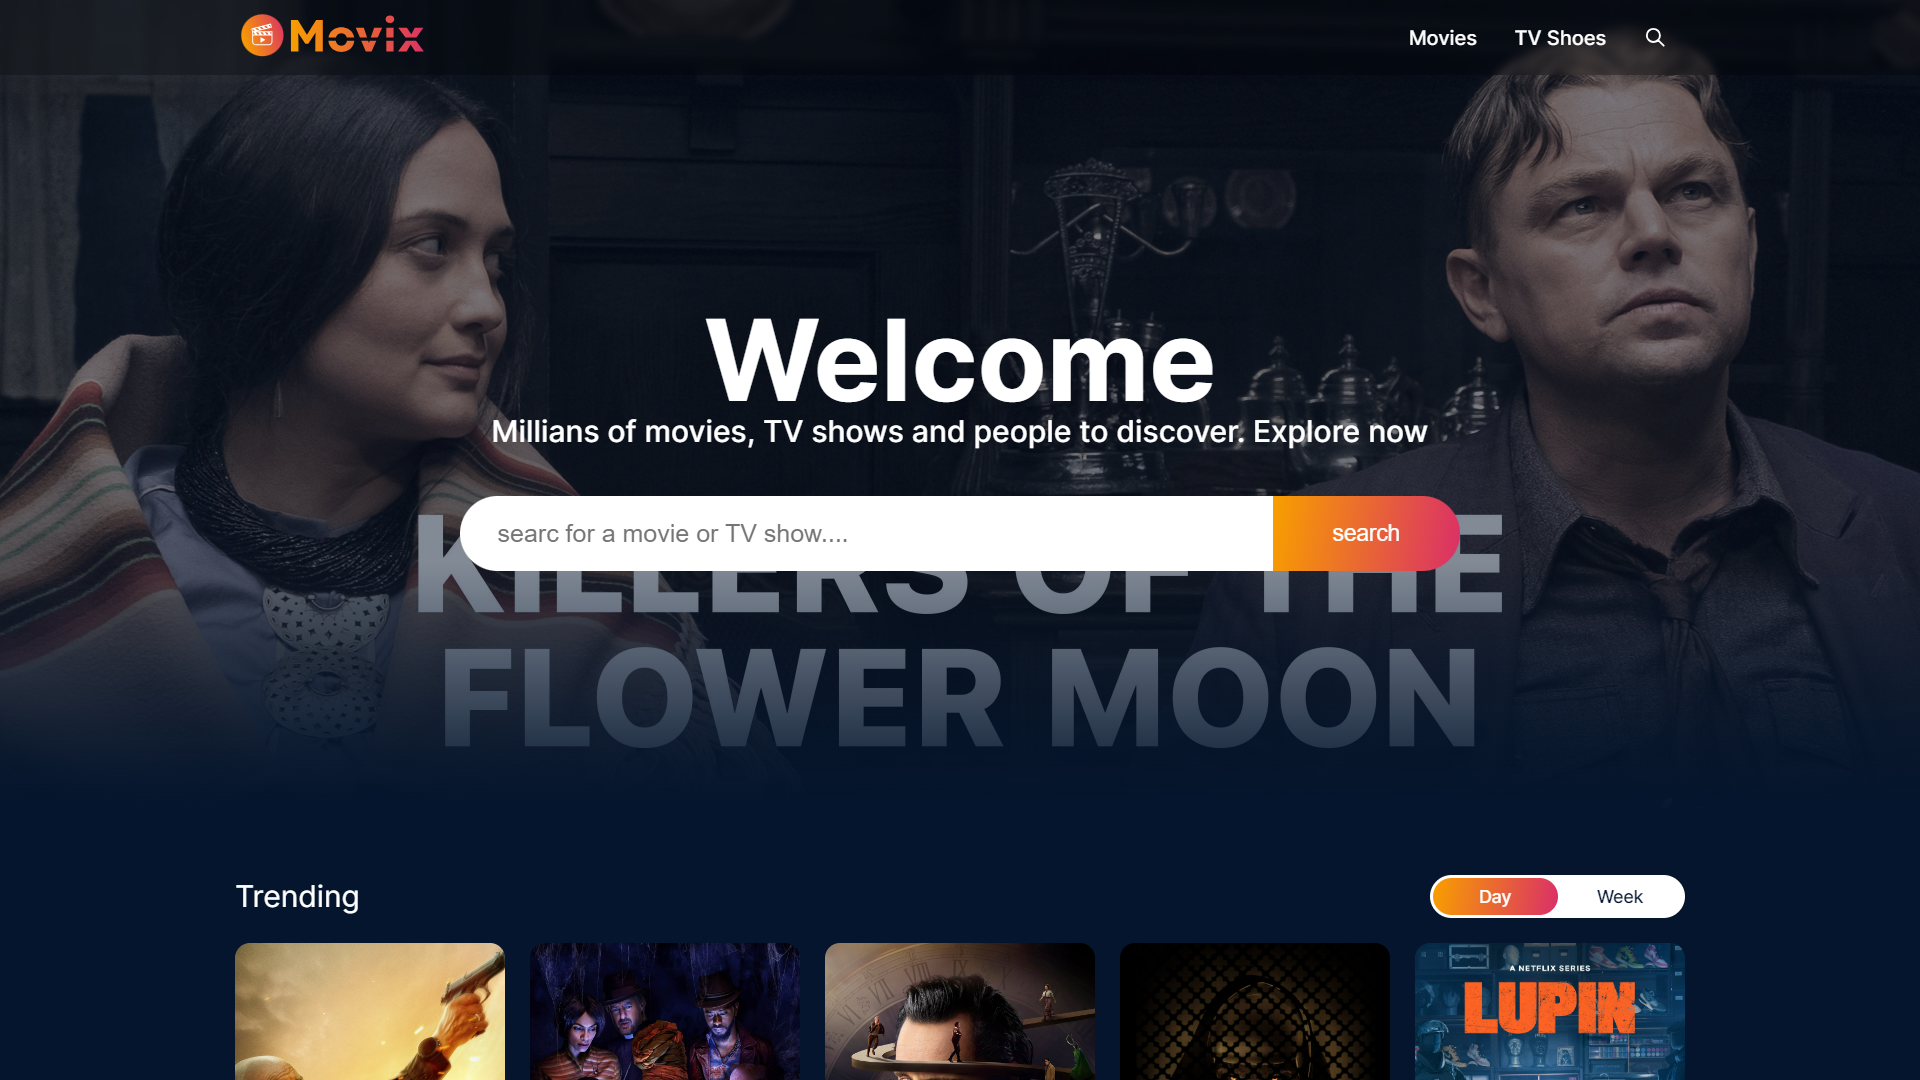 Movix
Movies
TV Shoes
Welcome
Millians of movies, TV shows and people to discover. Explore now
searc for a movie or TV show....
search
KILLERS OF THE
FLOWER MOON
Trending
Day
Week
A NETFLIX SERIES
LUPIN